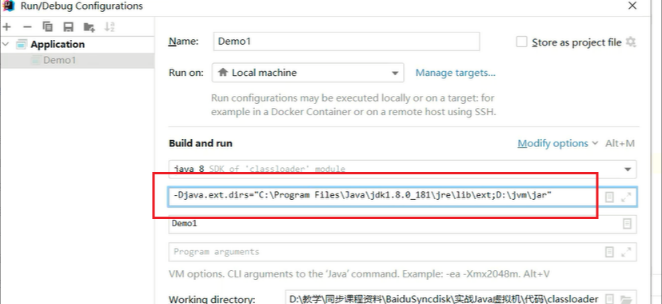 Run/Debug Configurations
Application
Demo1
Name: Demo1
Store as project file
Run on: Local machine
Manage targets...
Run configurations may be executed locally or on a target: for
example in a Docker Container or on a remote host using SSH.
Build and run
Modify options Alt+M
java 8 SDK of 'classloader' module
-Djava.ext.dirs="C:\Program Files\Java\jdk1.8.0_181\jre\lib\ext;D:\jvm\jar"
Demo1
Program arguments
VM options. CLI arguments to the 'Java' command. Example: -ea -Xmx2048m. Alt+V
Working directory: D:\教学\同步课程资料\BaiduSyncdisk\实战Java虚拟机\代码\classloader